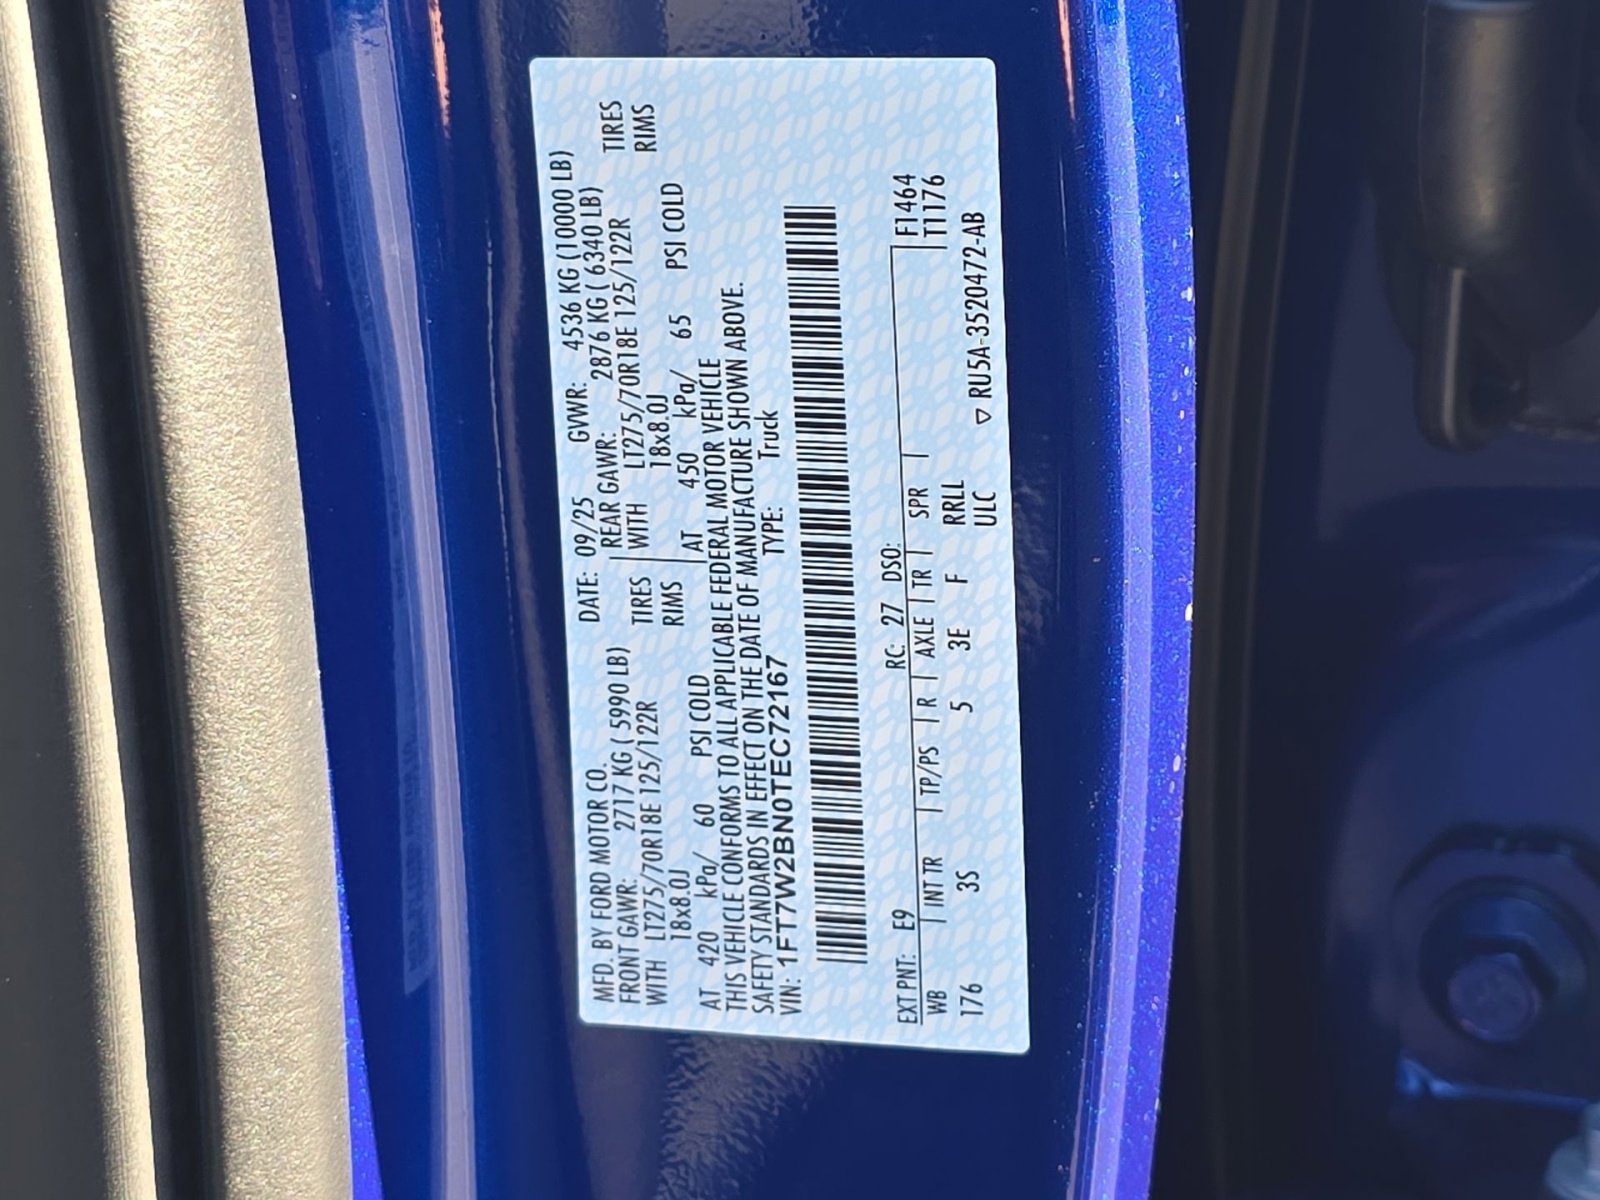 MFD. BY FORD MOTOR CO. DATE: 09/25 GVWR: 4536 KG (10000 LB)
FRONT GAWR: 2717 KG ( 5990 LB) REAR GAWR: 2876 KG ( 6340 LB)
WITH LT275/70R18E 125/122R TIRES WITH LT275/70R18E 125/122R TIRES
18x8.0J RIMS 18x8.0J RIMS
AT 420 kPa/ 60 PSI COLD AT 450 kPa/ 65 PSI COLD
THIS VEHICLE CONFORMS TO ALL APPLICABLE FEDERAL MOTOR VEHICLE
SAFETY STANDARDS IN EFFECT ON THE DATE OF MANUFACTURE SHOWN ABOVE.
VIN: 1FTT7W2BN0TEC72167 TYPE: Truck
EXT PNT: E9 RC: 27 DSO: F1464
WB INT TR TP/PS R AXLE TR SPR T1176
176 3S 5 3E F RRLL
ULC ▽ RU5A-3520472-AB